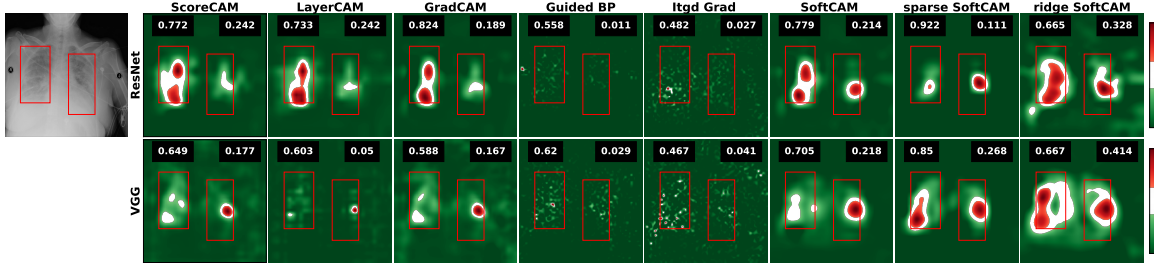 ScoreCAM LayerCAM GradCAM Guided BP Itgd Grad SoftCAM sparse SoftCAM ridge SoftCAM
ResNet 0.772 0.242 0.733 0.242 0.824 0.189 0.558 0.011 0.482 0.027 0.779 0.214 0.922 0.111 0.665 0.328
VGG 0.649 0.177 0.603 0.05 0.588 0.167 0.62 0.029 0.467 0.041 0.705 0.218 0.85 0.268 0.667 0.414